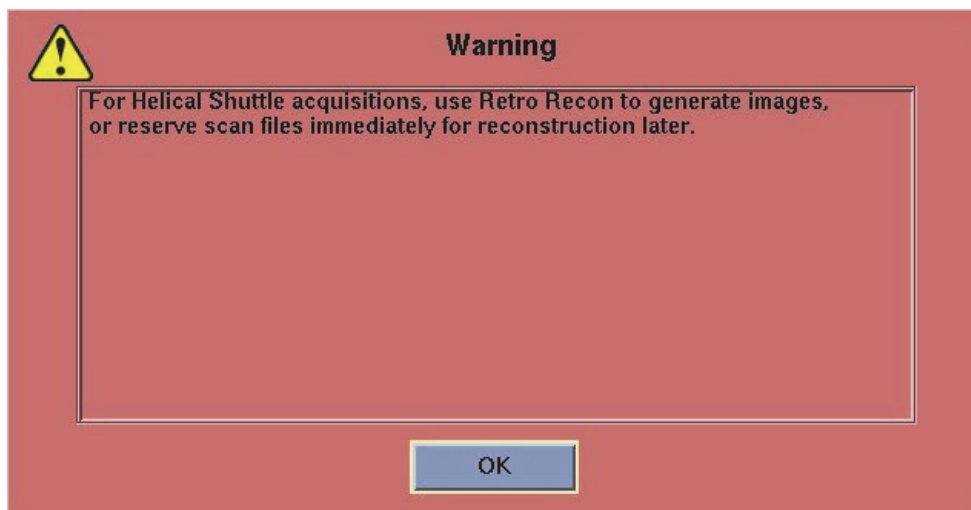 Warning
For Helical Shuttle acquisitions, use Retro Recon to generate images,
or reserve scan files immediately for reconstruction later.
OK